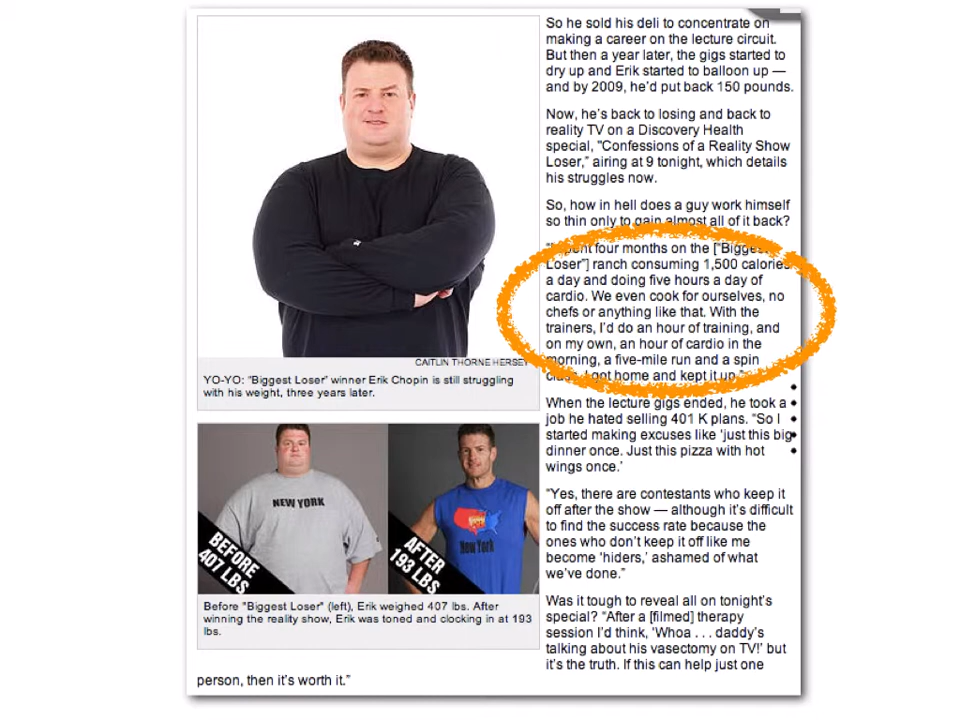 So he sold his deli to concentrate on
making a career on the lecture circuit.
But then a year later, the gigs started to
dry up and Erik started to balloon up —
and by 2009, he'd put back 150 pounds.
Now, he's back to losing and back to
reality TV on a Discovery Health
special, "Confessions of a Reality Show
Loser," airing at 9 tonight, which details
his struggles now.
So, how in hell does a guy work himself
so thin only to gain almost all of it back?
"I spent four months on the ["Biggest
Loser"] ranch consuming 1,500 calories
a day and doing five hours a day of
cardio. We even cook for ourselves, no
chefs or anything like that. With the
trainers, I'd do an hour of training, and
on my own, an hour of cardio in the
morning, a five-mile run and a spin
class. I got home and kept it up."
When the lecture gigs ended, he took a
job he hated selling 401 K plans. "So I
started making excuses like 'just this big
dinner once. Just this pizza with hot
wings once.'
"Yes, there are contestants who keep it
off after the show — although it's difficult
to find the success rate because the
ones who don't keep it off like me
become 'hiders,' ashamed of what
we've done."
Was it tough to reveal all on tonight's
special? "After a [filmed] therapy
session I'd think, 'Whoa . . . daddy's
talking about his vasectomy on TV!' but
it's the truth. If this can help just one
person, then it's worth it."
CAITLIN THORNE HERSEY
YO-YO: "Biggest Loser" winner Erik Chopin is still struggling
with his weight, three years later.
NEW YORK
BEFORE
407 LBS
New York
AFTER
193 LBS
Before "Biggest Loser" (left), Erik weighed 407 lbs. After
winning the reality show, Erik was toned and clocking in at 193
lbs.